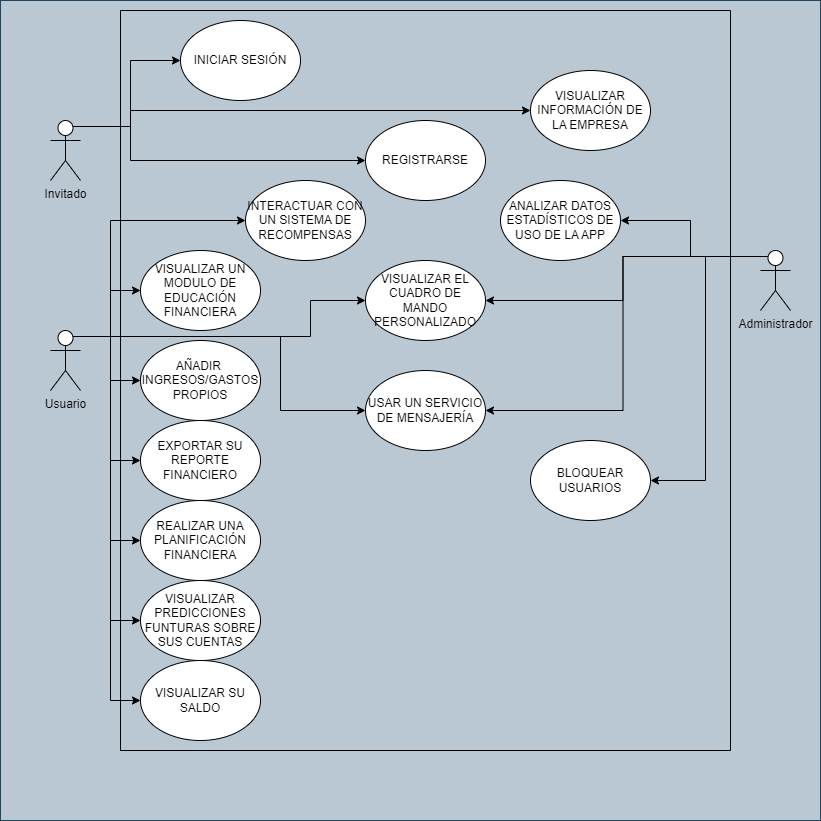 INICIAR SESIÓN
VISUALIZAR
INFORMACIÓN DE
LA EMPRESA
REGISTRARSE
Invitado
INTERACTUAR CON
UN SISTEMA DE
RECOMPENSAS
ANALIZAR DATOS
ESTADÍSTICOS DE
USO DE LA APP
VISUALIZAR UN
MODULO DE
EDUCACIÓN
FINANCIERA
VISUALIZAR EL
CUADRO DE
MANDO
PERSONALIZADO
Administrador
Usuario
AÑADIR
INGRESOS/GASTOS
PROPIOS
USAR UN SERVICIO
DE MENSAJERÍA
EXPORTAR SU
REPORTE
FINANCIERO
BLOQUEAR
USUARIOS
REALIZAR UNA
PLANIFICACIÓN
FINANCIERA
VISUALIZAR
PREDICCIONES
FUNTURAS SOBRE
SUS CUENTAS
VISUALIZAR SU
SALDO